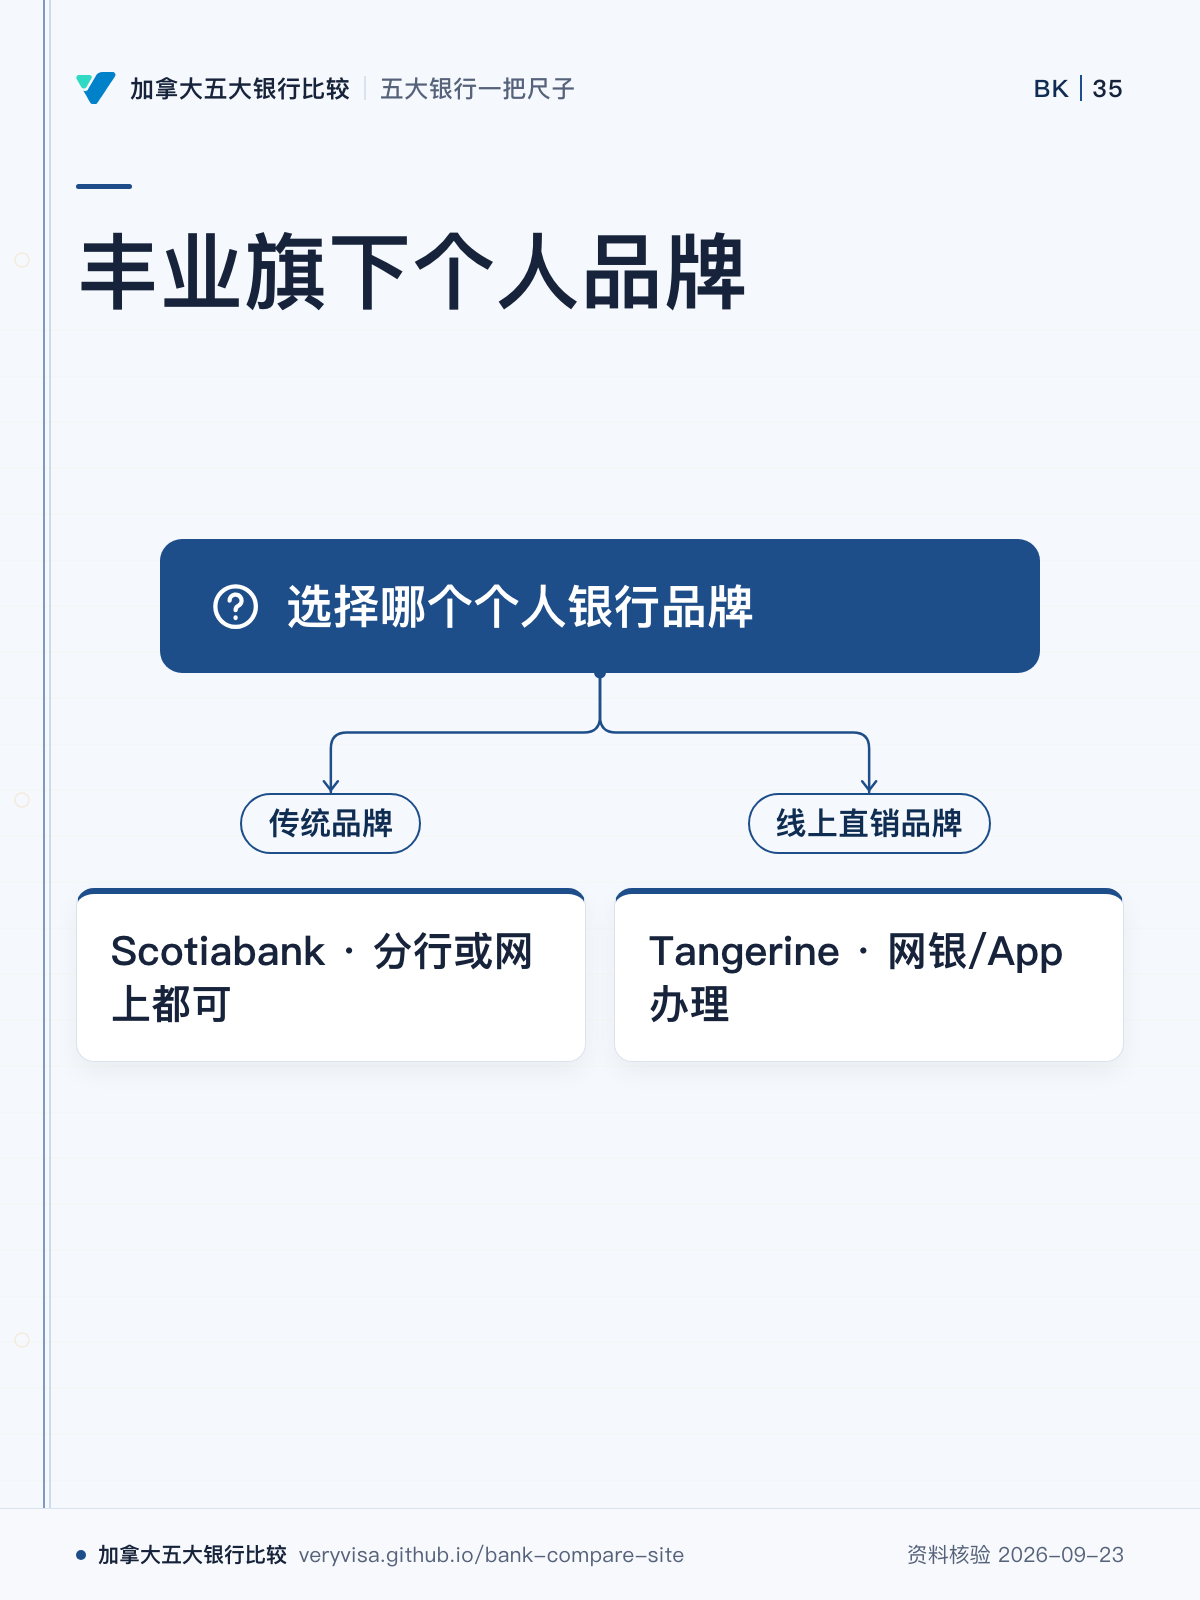 加拿大五大银行比较 五大银行一把尺子
BK 35
丰业旗下个人品牌
选择哪个个人银行品牌
传统品牌
线上直销品牌
Scotiabank · 分行或网
上都可
Tangerine · 网银/App
办理
加拿大五大银行比较 veryvisa.github.io/bank-compare-site
资料核验 2026-09-23